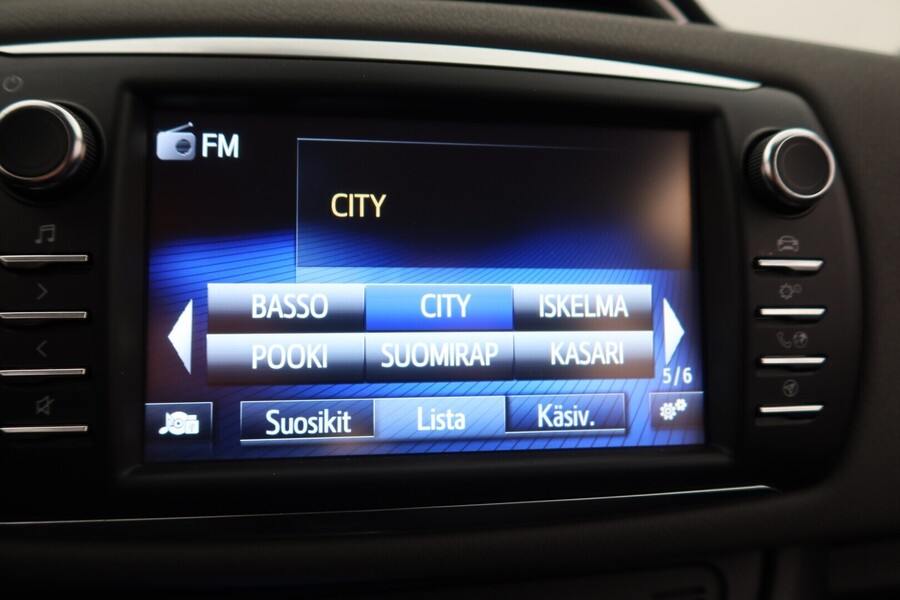 FM
CITY
BASSO CITY ISKELMA
POOKI SUOMIRAP KASARI
5/6
Suosikit Lista Käsiv.